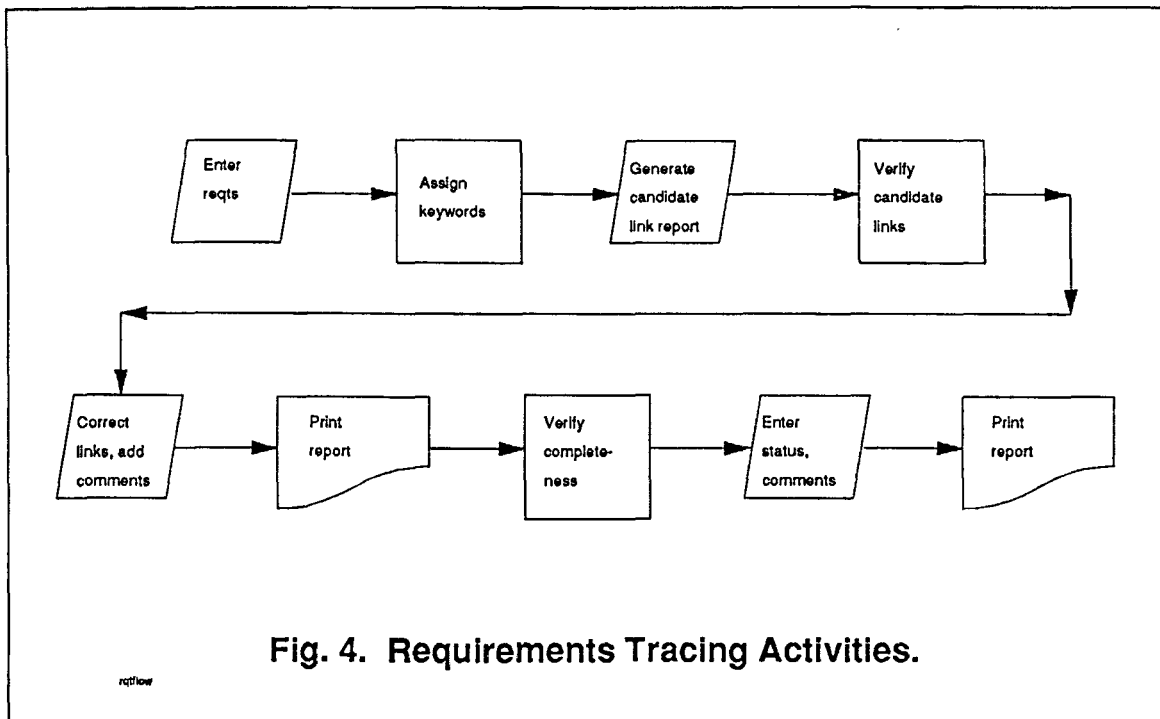 Enter
reqts
Assign
keywords
Generate
candidate
link report
Verify
candidate
links
Correct
links, add
comments
Print
report
Verify
complete-
ness
Enter
status,
comments
Print
report
Fig. 4. Requirements Tracing Activities.
rqtflow